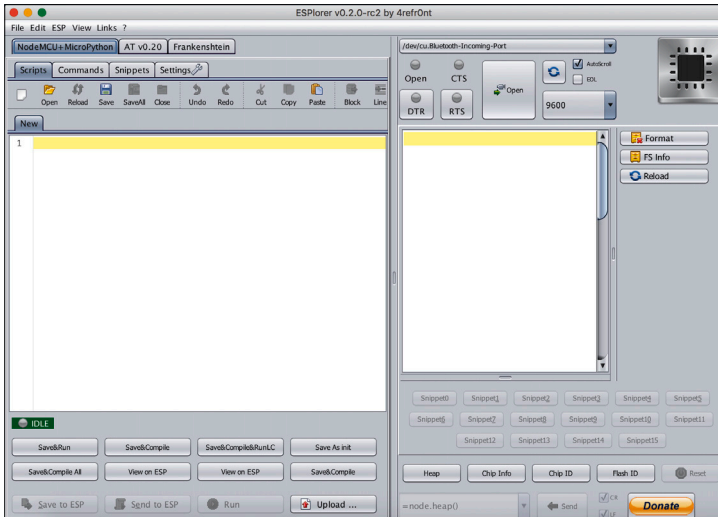 ESPlorer v0.2.0-rc2 by 4refr0nt
File Edit ESP View Links ?
NodeMCU+MicroPython AT v0.20 Frankenshtein
Scripts Commands Snippets Settings
Open Reload Save SaveAll Close Undo Redo Cut Copy Paste Block Line
New
1
IDLE
Save&Run Save&Compile Save&Compile&RunLC Save As init
Save&Compile All View on ESP View on ESP Save&Compile
Save to ESP Send to ESP Run Upload ...
/dev/cu.Bluetooth-Incoming-Port
Open CTS Open AutoScroll
EOL
DTR RTS 9600
Format
FS Info
Reload
Snippet0 Snippet1 Snippet2 Snippet3 Snippet4 Snippet5
Snippet6 Snippet7 Snippet8 Snippet9 Snippet10 Snippet11
Snippet12 Snippet13 Snippet14 Snippet15
Heap Chip Info Chip ID Flash ID Reset
=node.heap() Send CR Donate
LF